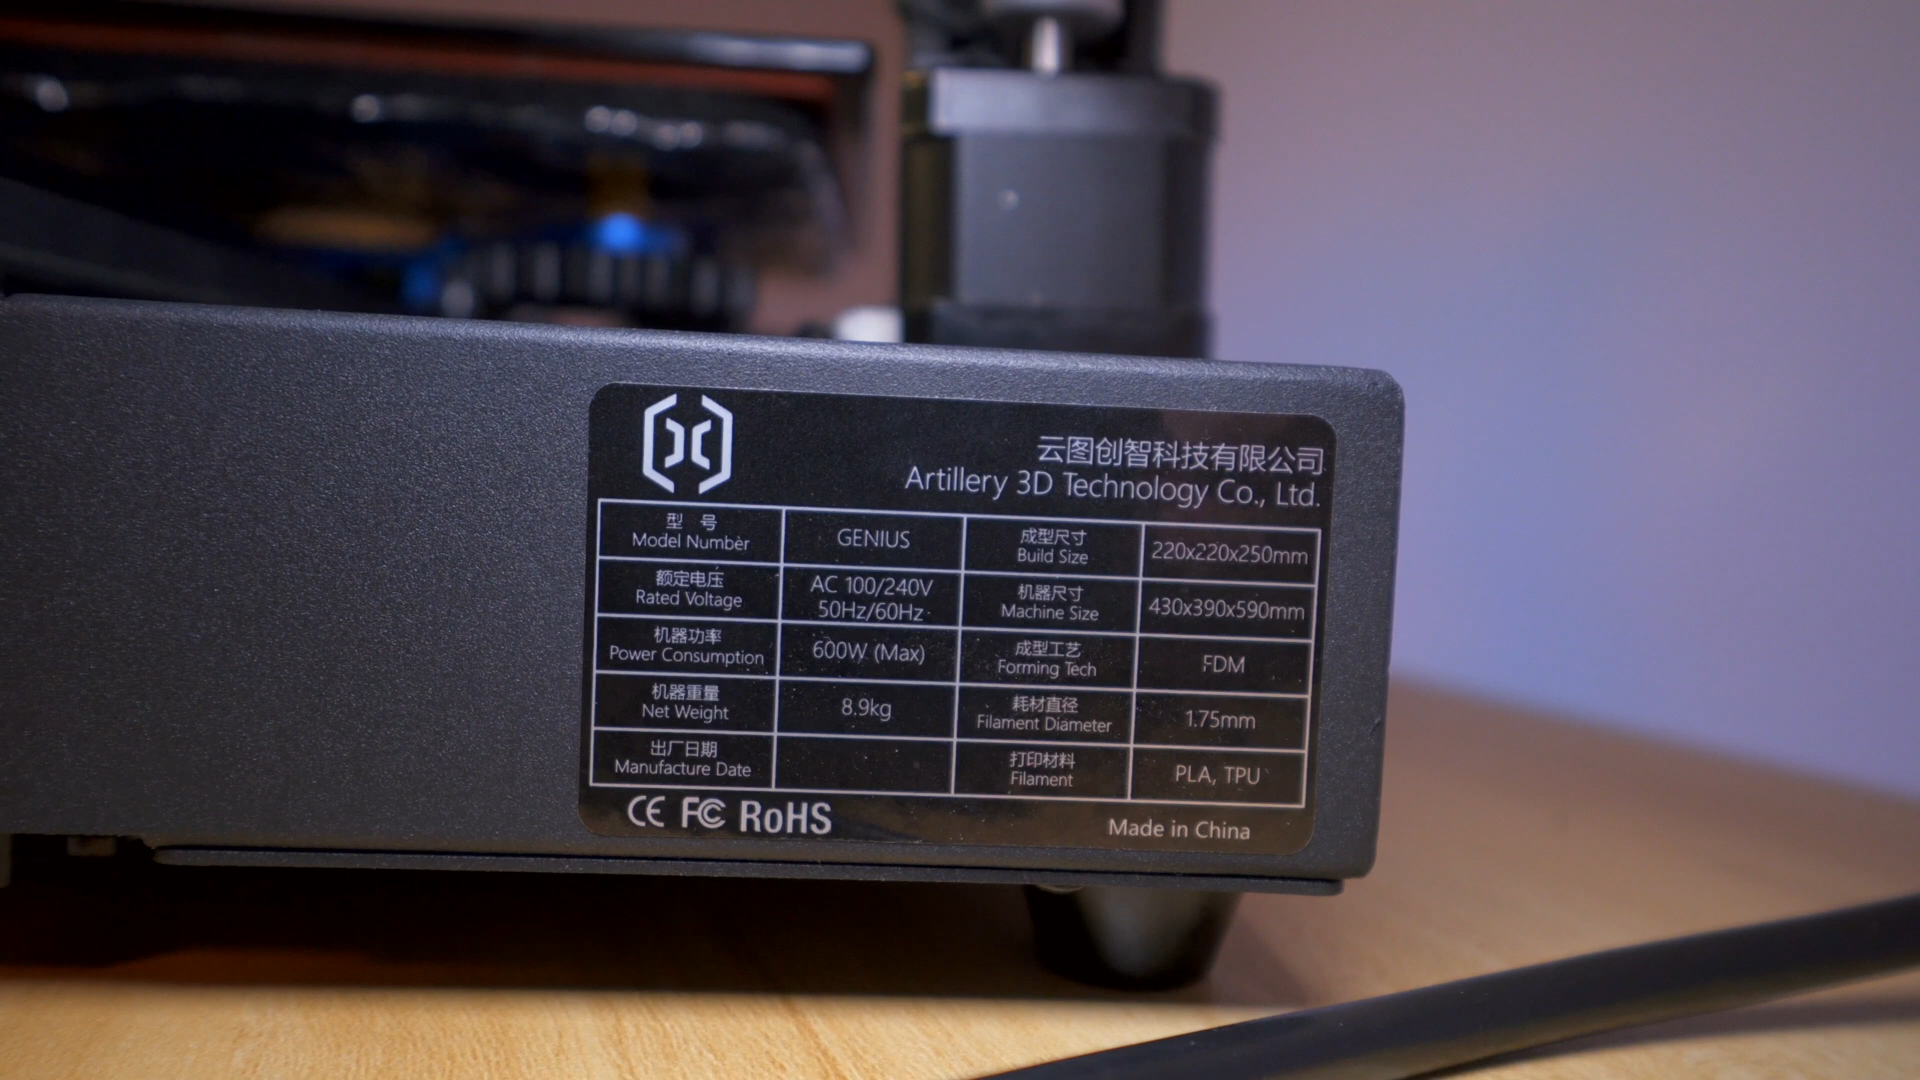 云图创智科技有限公司
Artillery 3D Technology Co., Ltd.
型 号
Model Number
GENIUS
成型尺寸
Build Size
220x220x250mm
额定电压
Rated Voltage
AC 100/240V
50Hz/60Hz
机器尺寸
Machine Size
430x390x590mm
机器功率
Power Consumption
600W (Max)
成型工艺
Forming Tech
FDM
机器重量
Net Weight
8.9kg
耗材直径
Filament Diameter
1.75mm
出厂日期
Manufacture Date
打印材料
Filament
PLA, TPU
CE FC RoHS
Made in China